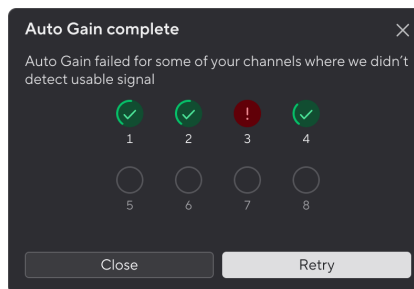 Auto Gain complete
Auto Gain failed for some of your channels where we didn't
detect usable signal
!
1 2 3 4
5 6 7 8
Close Retry